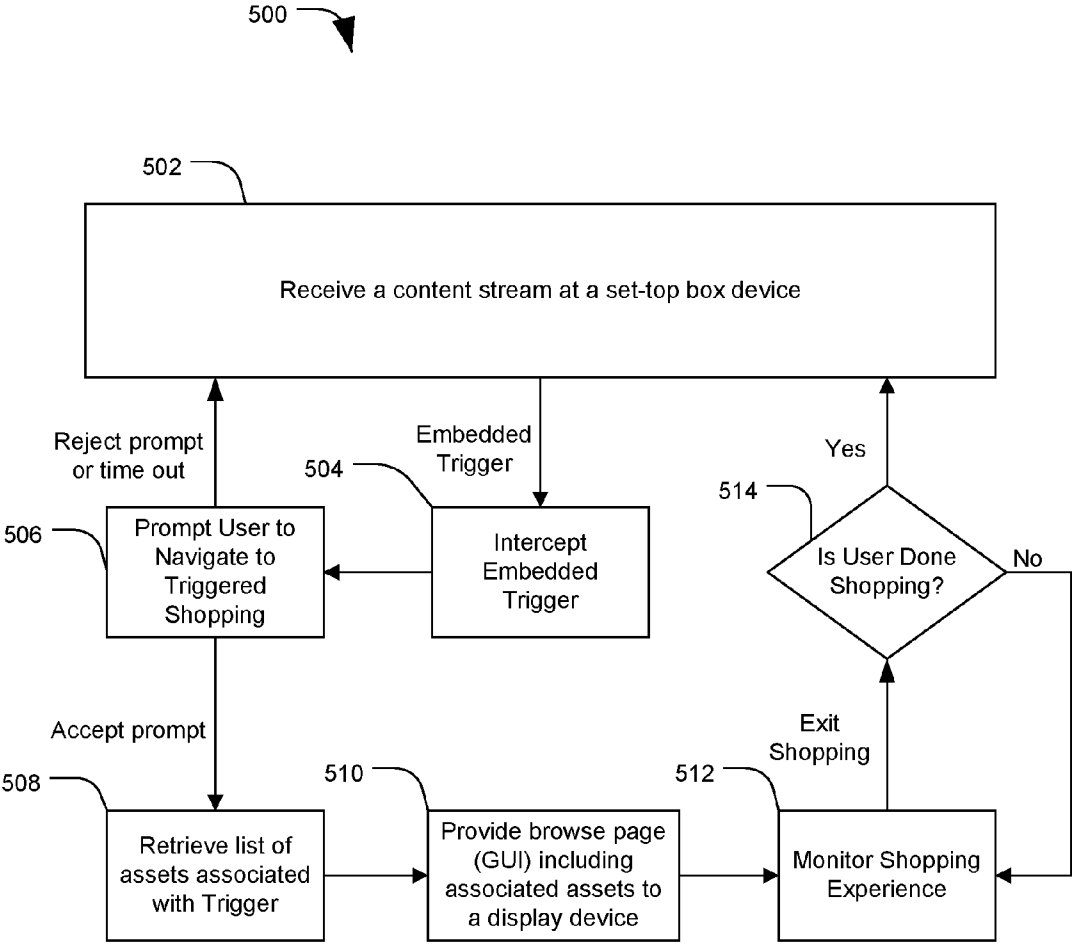 500
502
Receive a content stream at a set-top box device
Reject prompt
or time out
Embedded
Trigger
Yes
504
514
506
Prompt User to
Navigate to
Triggered
Shopping
Intercept
Embedded
Trigger
Is User Done
Shopping?
No
Accept prompt
Exit
Shopping
508
510
512
Retrieve list of
assets associated
with Trigger
Provide browse page
(GUI) including
associated assets to
a display device
Monitor Shopping
Experience